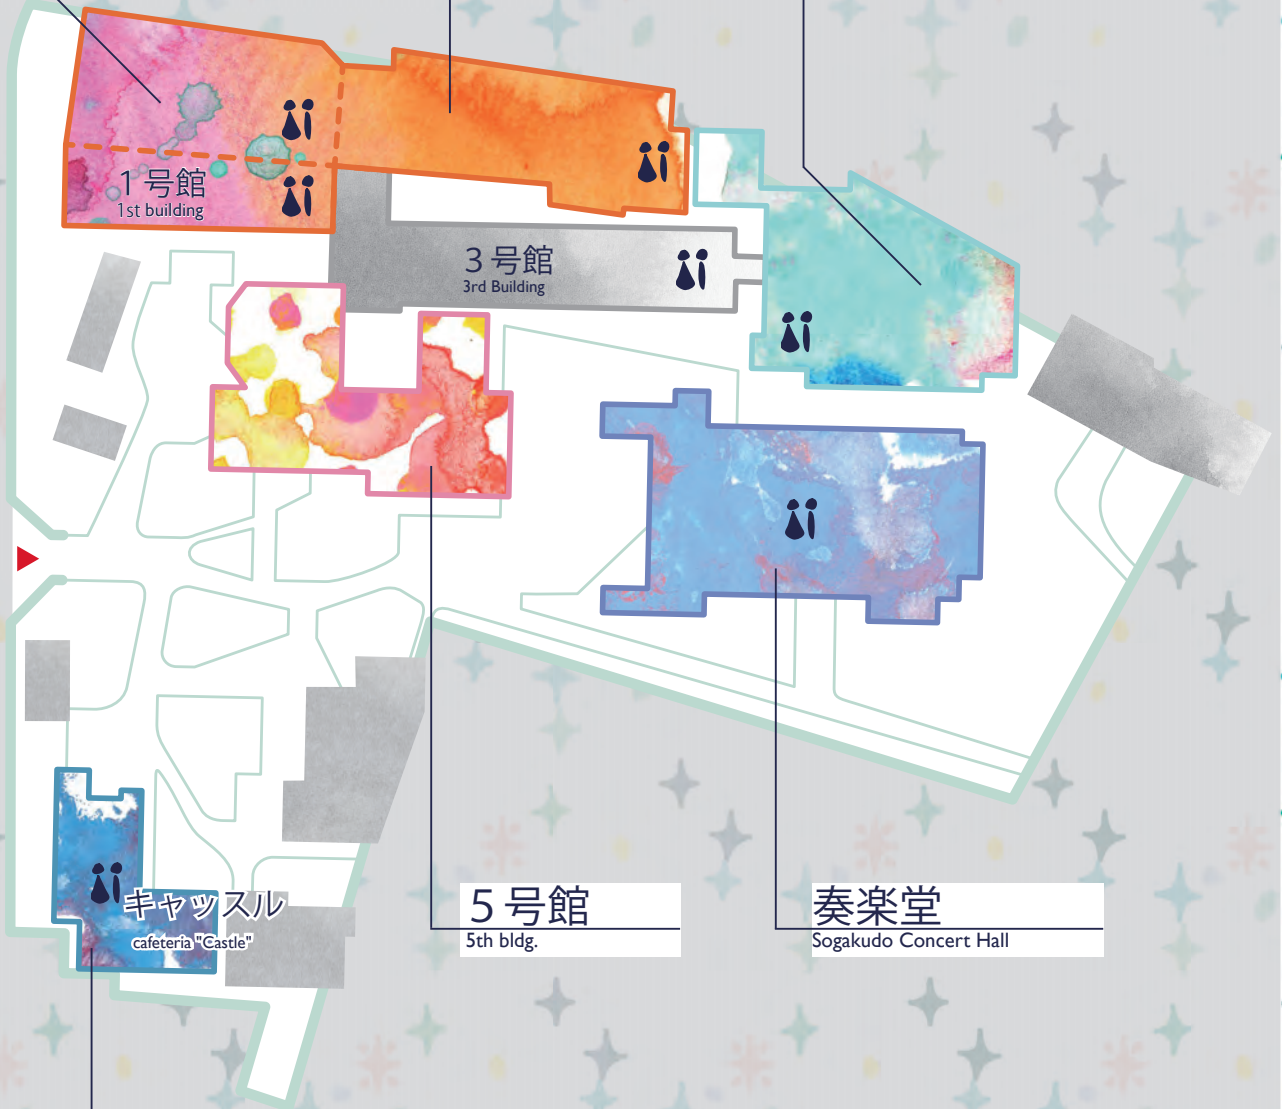 １号館
1st building
３号館
3rd Building
キャッスル
cafeteria "Castle"
５号館
5th bldg.
奏楽堂
Sogakudo Concert Hall